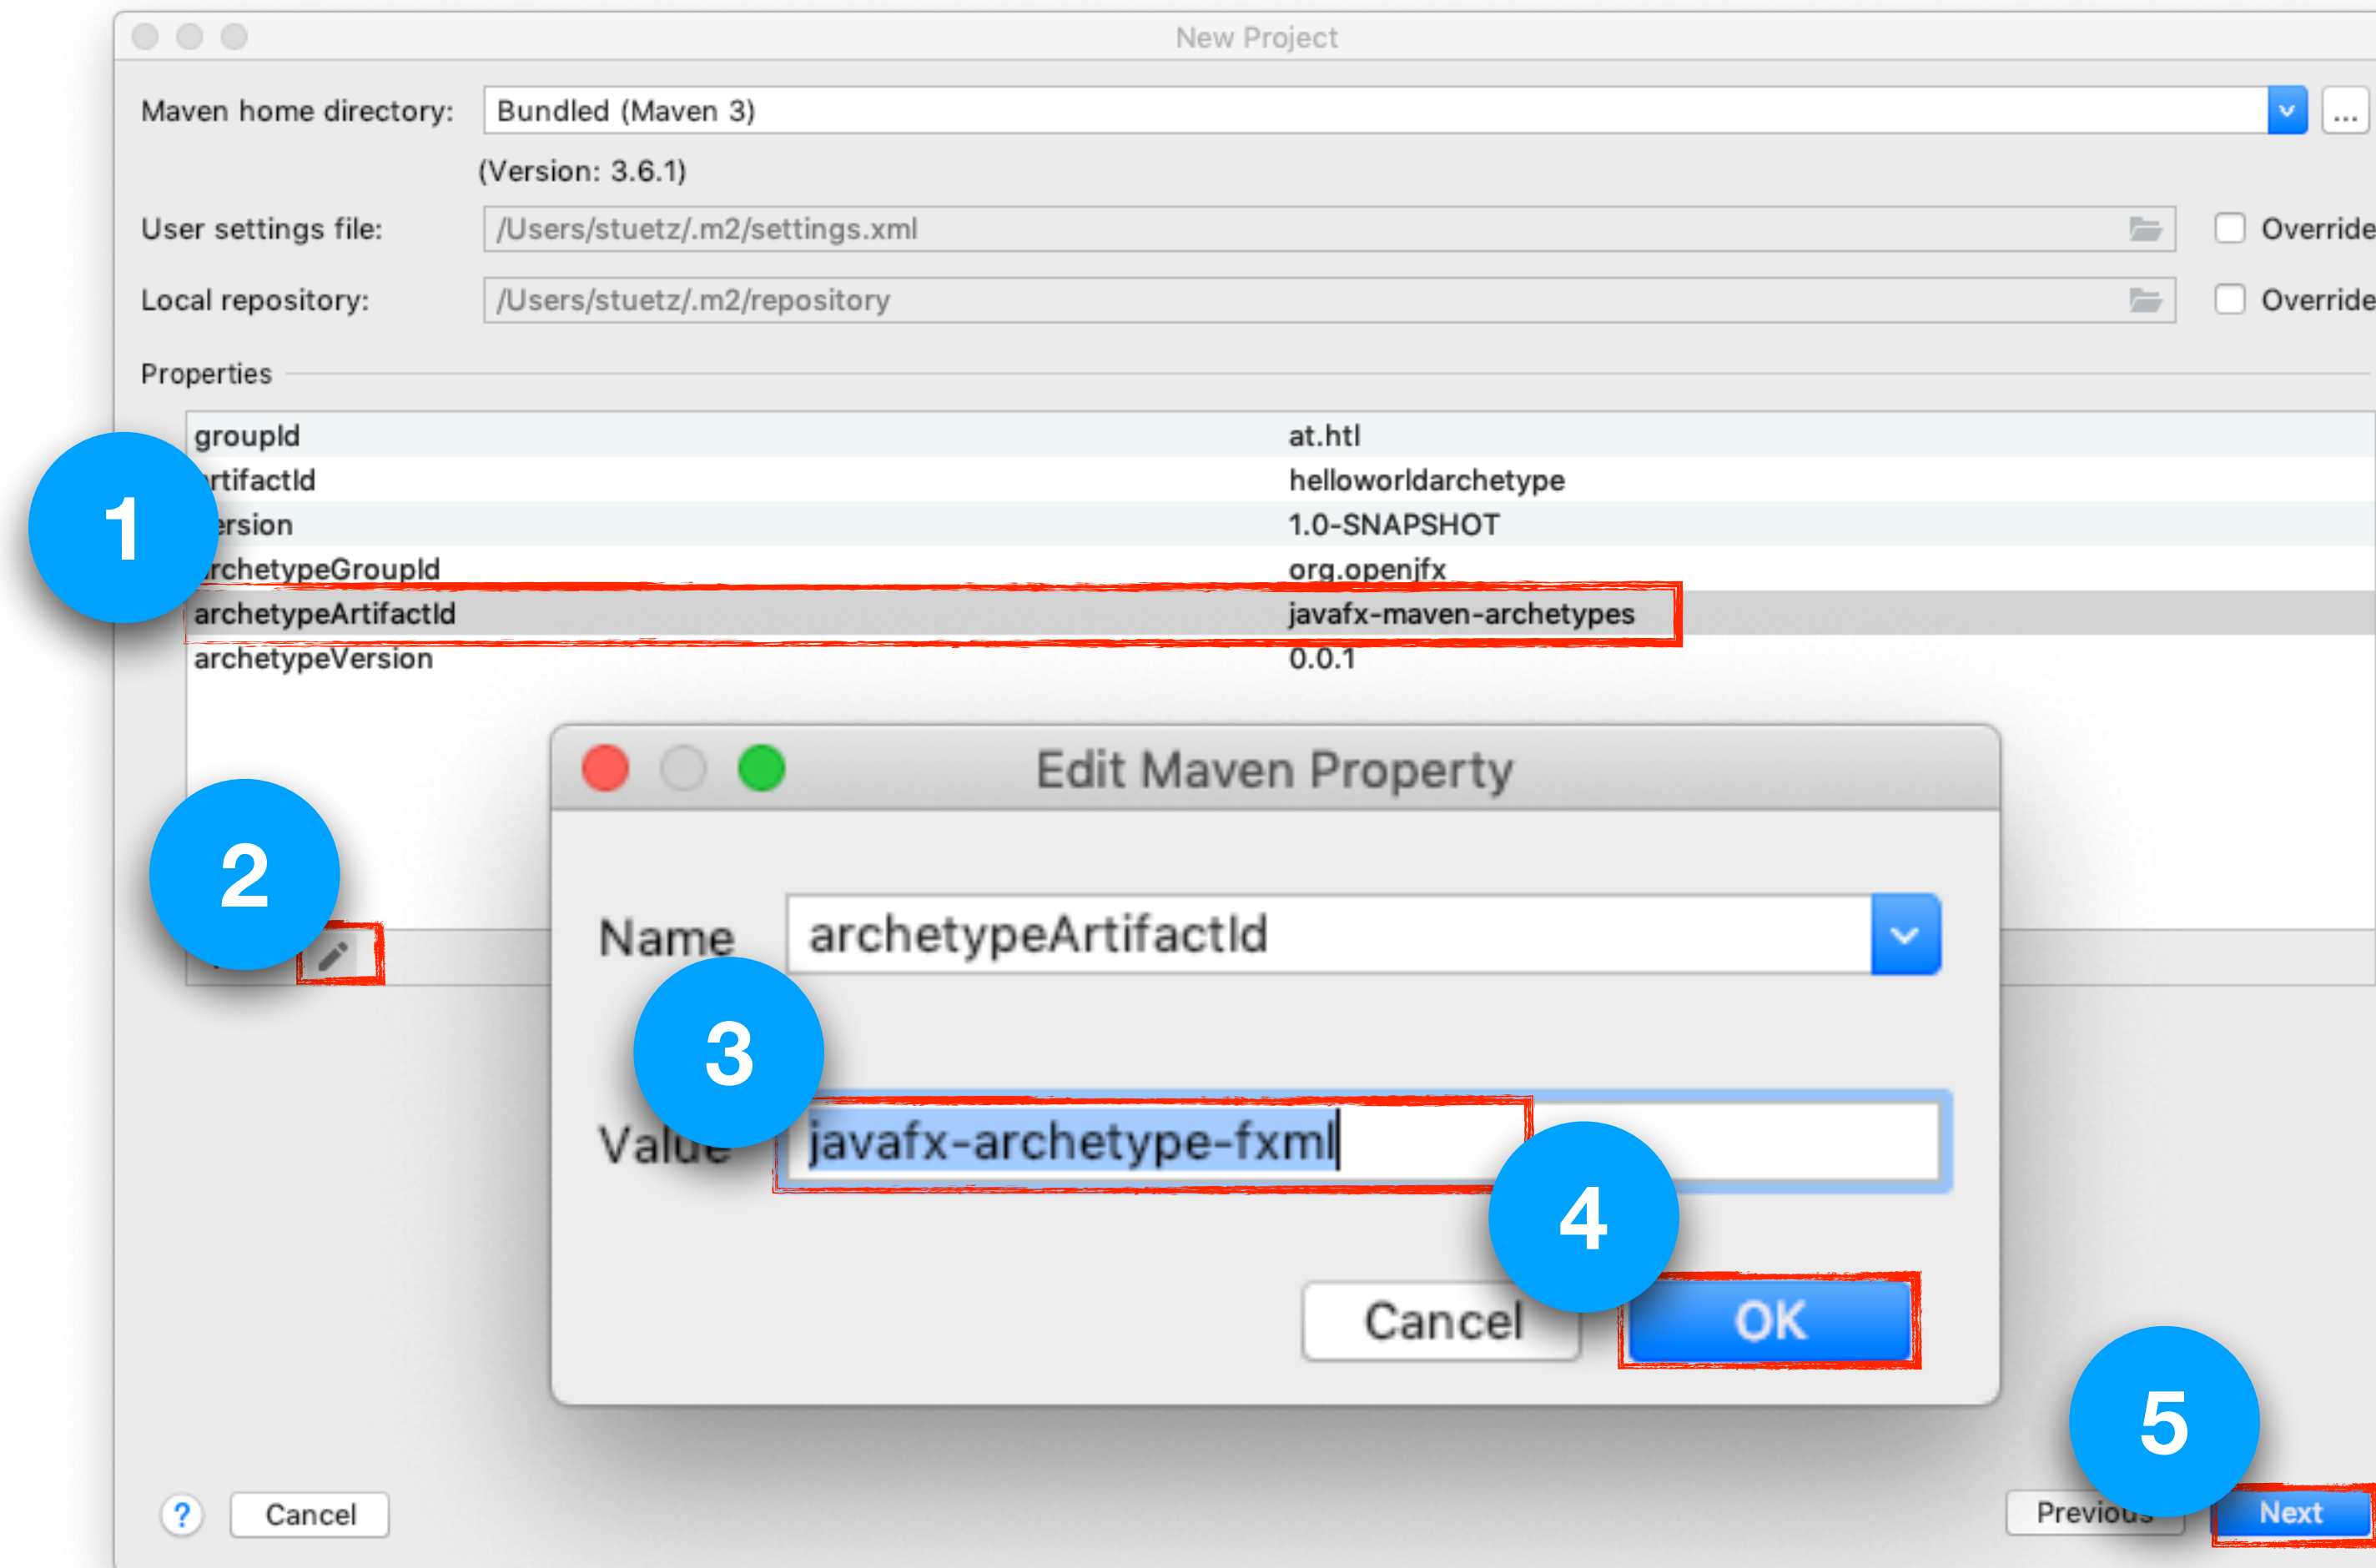 New Project
Maven home directory: Bundled (Maven 3) ...
(Version: 3.6.1)
User settings file: /Users/stuetz/.m2/settings.xml Override
Local repository: /Users/stuetz/.m2/repository Override
Properties
groupId at.htl
rtifactId helloworldarchetype
1
ersion 1.0-SNAPSHOT
rchetypeGroupId org.openjfx
archetypeArtifactId javafx-maven-archetypes
archetypeVersion 0.0.1
Edit Maven Property
2
Name archetypeArtifactId
3
Value javafx-archetype-fxml
4
Cancel OK
5
? Cancel Previous Next